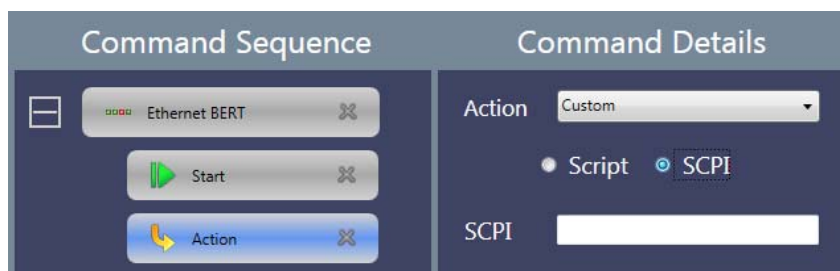 Command Sequence
Ethernet BERT
Start
Action
Command Details
Action Custom
Script SCPI
SCPI